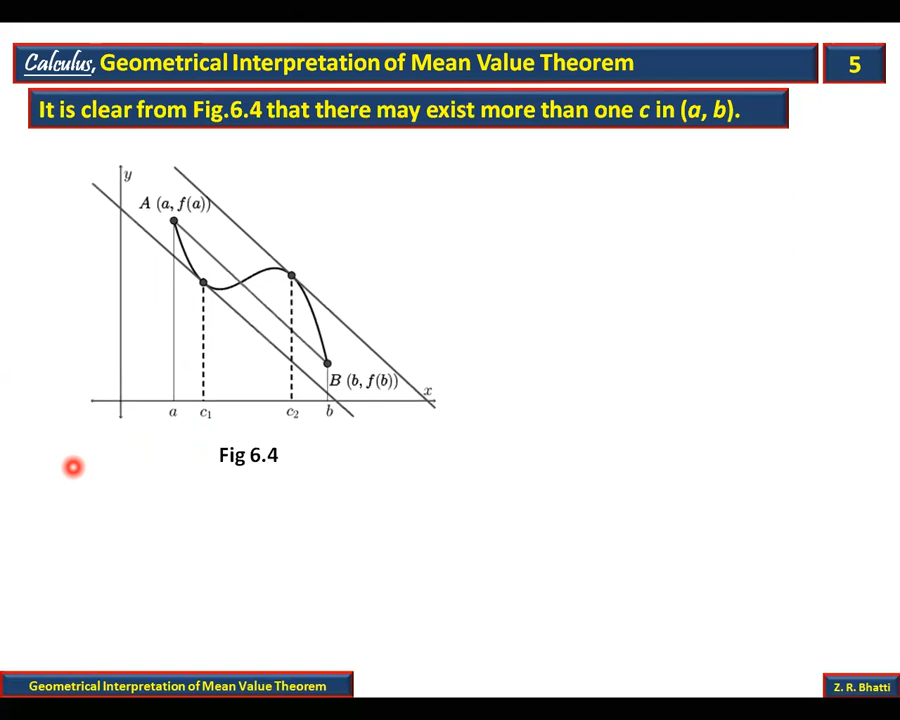 Calculus, Geometrical Interpretation of Mean Value Theorem
5
It is clear from Fig.6.4 that there may exist more than one c in (a, b).
y
A (a, f(a))
B (b, f(b))
x
a c₁ c₂ b
Fig 6.4
Geometrical Interpretation of Mean Value Theorem
Z. R. Bhatti